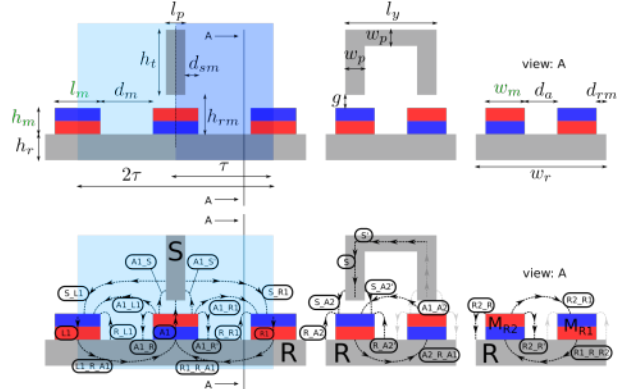 l_p
l_y
A
h_t
w_p
w_p
d_sm
view: A
l_m
d_m
g
w_m
d_a
d_rm
h_m
h_rm
h_r
τ
2τ
w_r
A
A
S
S'
A1_S
A1_S'
S
view: A
S_L1
S_R1
S_A2
S_A2'
R2_R
R2_R1
A1_L1
A1_R1
A1_A2
L1
R_L1
A1
R_R1
R1
R_A2
M_R2
M_R1
A1_R
A1_R'
R
R_A2'
R
R
R2_R'
L1_R_A1
R1_R_A1
A2_R_A1
R1_R_R2
A